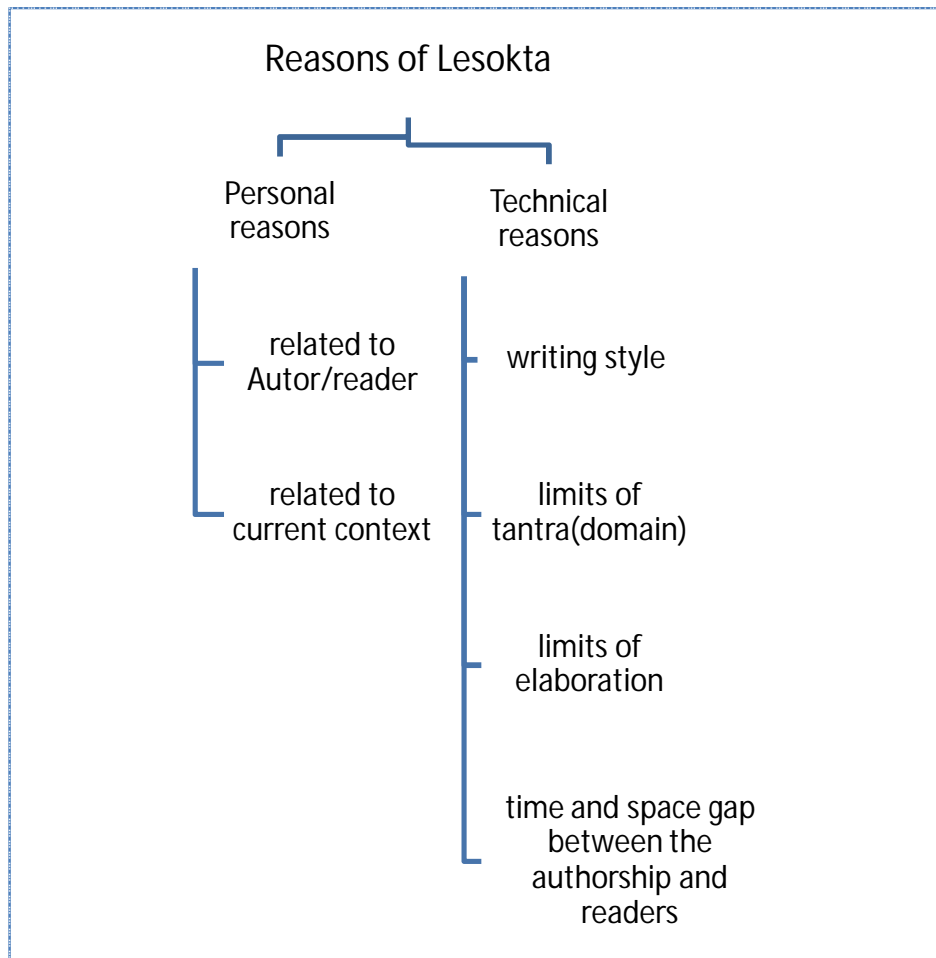 Reasons of Lesokta
Personal
reasons
related to
Autor/reader
related to
current context
Technical
reasons
writing style
limits of
tantra(domain)
limits of
elaboration
time and space gap
between the
authorship and
readers